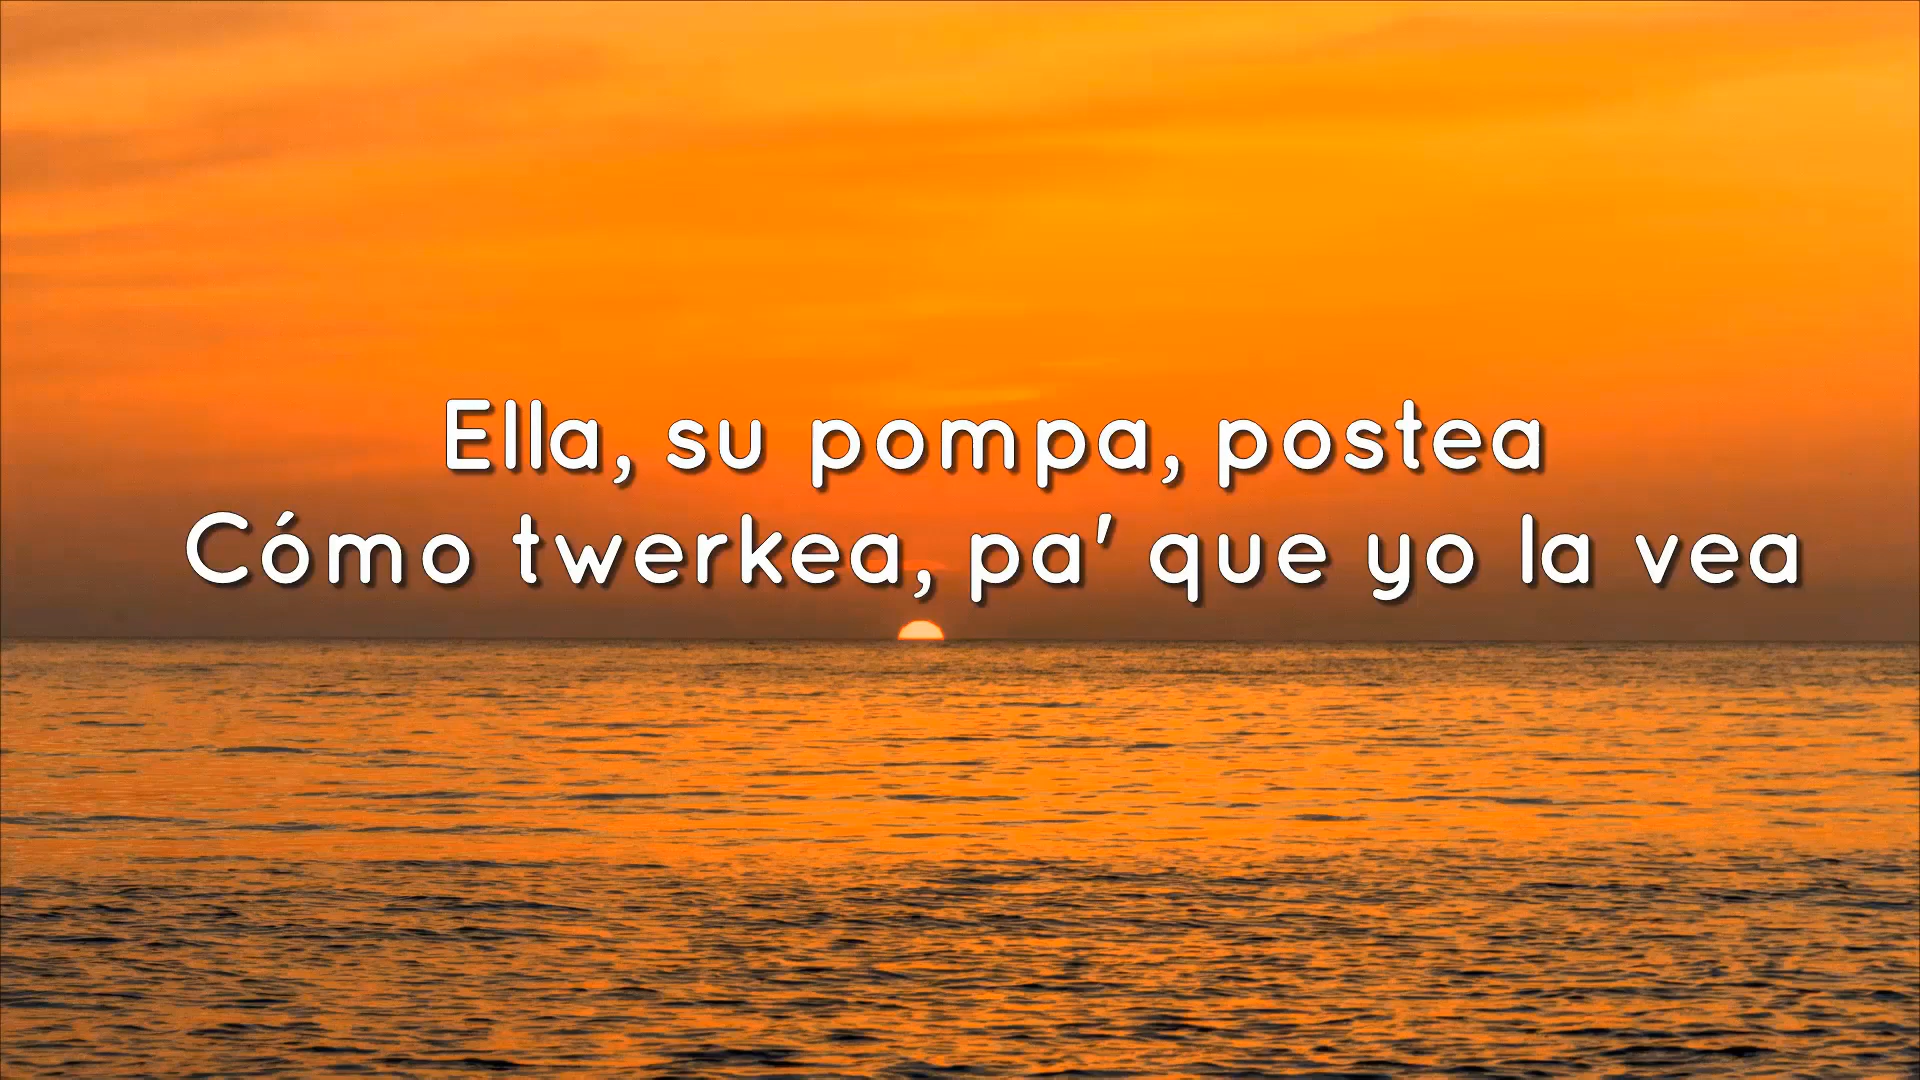 Ella, su pompa, postea
Cómo twerkea, pa' que yo la vea